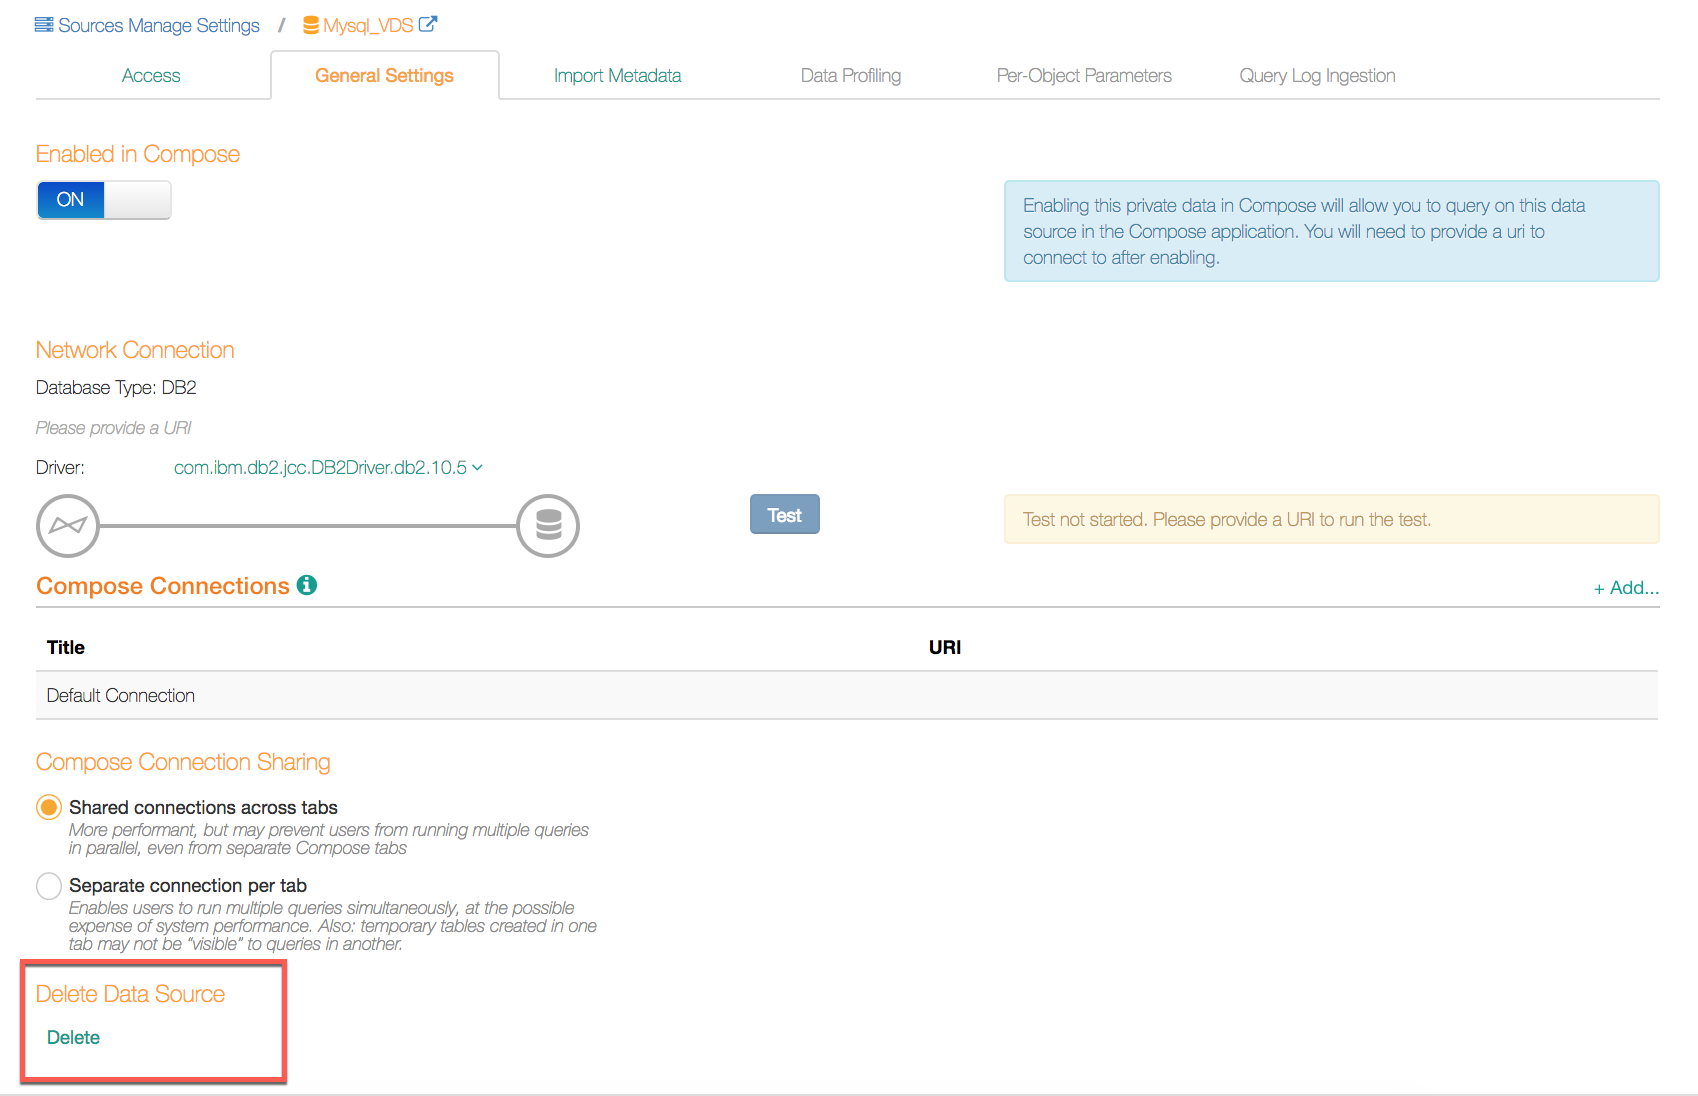 Sources Manage Settings / Mysql_VDS
Access General Settings Import Metadata Data Profiling Per-Object Parameters Query Log Ingestion
Enabled in Compose
ON
Enabling this private data in Compose will allow you to query on this data
source in the Compose application. You will need to provide a uri to
connect to after enabling.
Network Connection
Database Type: DB2
Please provide a URI
Driver: com.ibm.db2.jcc.DB2Driver.db2.10.5
Test
Test not started. Please provide a URI to run the test.
Compose Connections
+ Add...
Title URI
Default Connection
Compose Connection Sharing
Shared connections across tabs
More performant, but may prevent users from running multiple queries
in parallel, even from separate Compose tabs
Separate connection per tab
Enables users to run multiple queries simultaneously, at the possible
expense of system performance. Also: temporary tables created in one
tab may not be “visible” to queries in another.
Delete Data Source
Delete